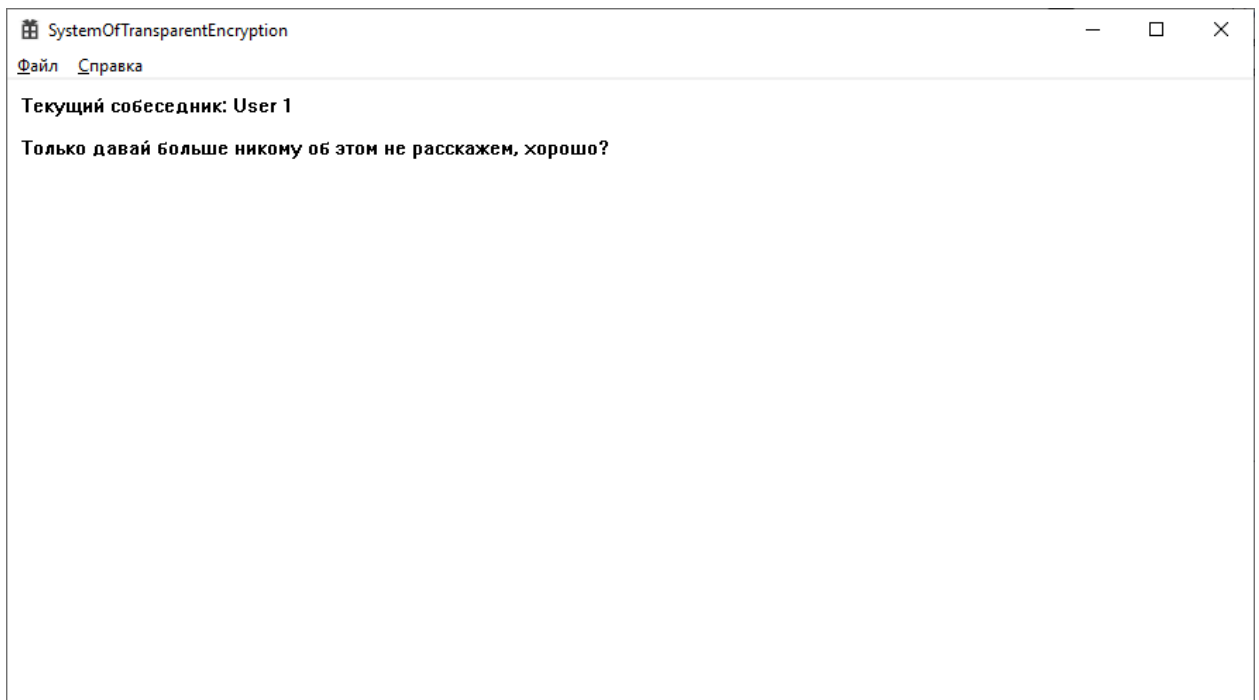 SystemOfTransparentEncryption
Файл Справка
Текущий собеседник: User 1
Только давай больше никому об этом не расскажем, хорошо?